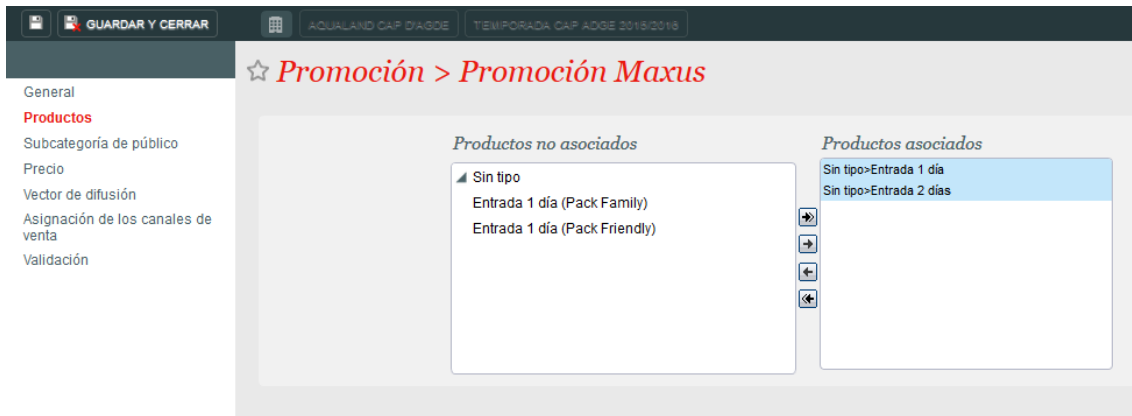 GUARDAR Y CERRAR
AQUALAND CAP D'AGDE
TEMPORADA CAP ADGE 2015/2016
Promoción > Promoción Maxus
General
Productos
Subcategoría de público
Precio
Vector de difusión
Asignación de los canales de
venta
Validación
Productos no asociados
Sin tipo
Entrada 1 día (Pack Family)
Entrada 1 día (Pack Friendly)
Productos asociados
Sin tipo>Entrada 1 día
Sin tipo>Entrada 2 días